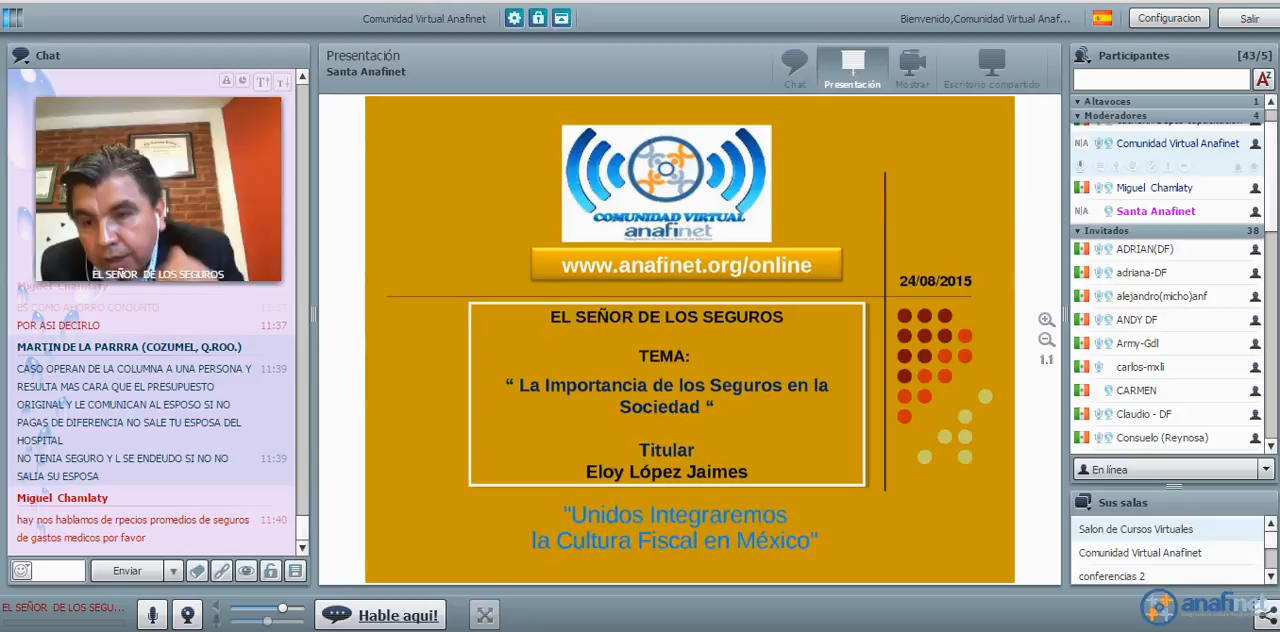 Comunidad Virtual Anafinet
Bienvenido,Comunidad Virtual Anaf...
Configuracion
Salir
Chat
EL SEÑOR DE LOS SEGUROS
Miguel Chamlaty
ES COMO AHORRO CONJUNTO
POR ASI DECIRLO 11:37
MARTIN DE LA PARRRA (COZUMEL, Q.ROO.)
CASO OPERAN DE LA COLUMNA A UNA PERSONA Y 11:39
RESULTA MAS CARA QUE EL PRESUPUESTO
ORIGINAL Y LE COMUNICAN AL ESPOSO SI NO
PAGAS DE DIFERENCIA NO SALE TU ESPOSA DEL
HOSPITAL
NO TENIA SEGURO Y L SE ENDEUDO SI NO NO 11:39
SALIA SU ESPOSA
Miguel Chamlaty
hay nos hablamos de rpecios promedios de seguros 11:40
de gastos medicos por favor
Enviar
EL SEÑOR DE LOS SEGU...
Hable aqui!
Presentación
Santa Anafinet
Chat
Presentación
Mostrar
Escritorio compartido
COMUNIDAD VIRTUAL
anafinet
www.anafinet.org/online
24/08/2015
EL SEÑOR DE LOS SEGUROS
TEMA:
“ La Importancia de los Seguros en la
Sociedad “
Titular
Eloy López Jaimes
"Unidos Integraremos
la Cultura Fiscal en México"
1.1
Participantes [43/5]
Altavoces 1
Moderadores 4
N/A Comunidad Virtual Anafinet
Miguel Chamlaty
N/A Santa Anafinet
Invitados 38
ADRIAN(DF)
adriana-DF
alejandro(micho)anf
ANDY DF
Army-Gdl
carlos-mxli
CARMEN
Claudio - DF
Consuelo (Reynosa)
En línea
Sus salas
Salon de Cursos Virtuales
Comunidad Virtual Anafinet
conferencias 2
anafinet